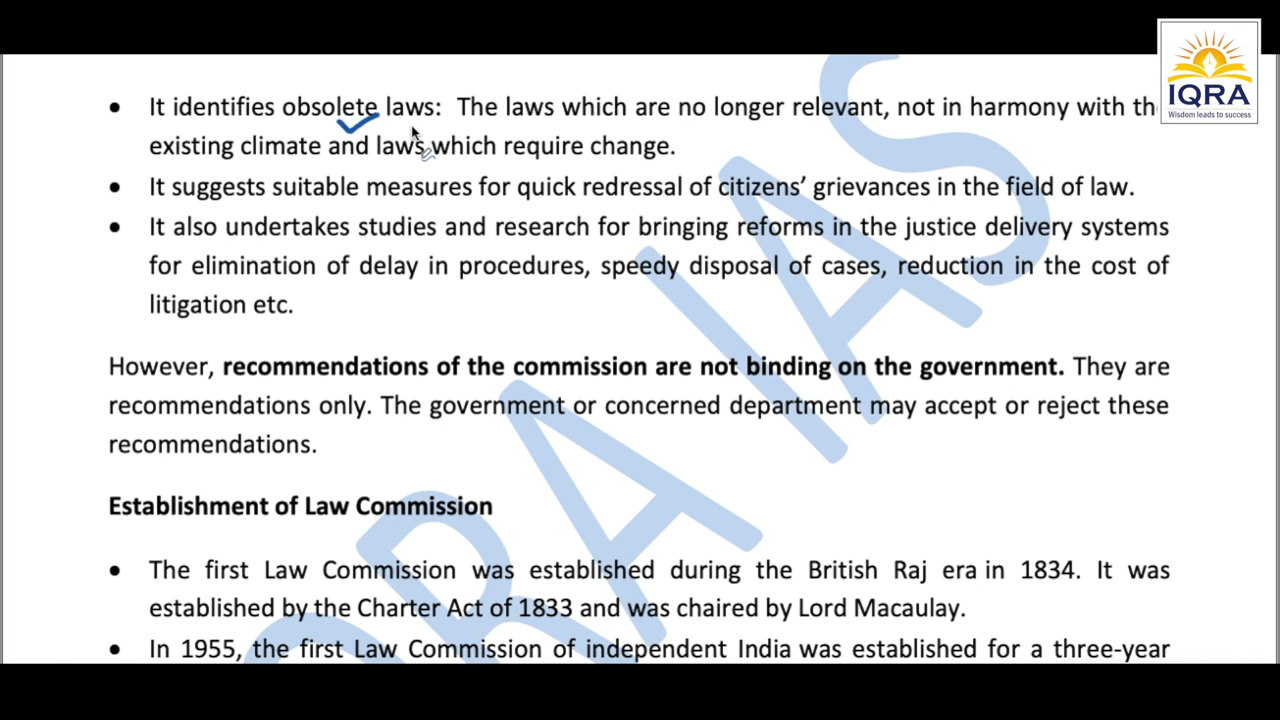 IQRA
Wisdom leads to success
• It identifies obsolete laws: The laws which are no longer relevant, not in harmony with th
existing climate and laws which require change.
• It suggests suitable measures for quick redressal of citizens’ grievances in the field of law.
• It also undertakes studies and research for bringing reforms in the justice delivery systems
for elimination of delay in procedures, speedy disposal of cases, reduction in the cost of
litigation etc.
However, recommendations of the commission are not binding on the government. They are
recommendations only. The government or concerned department may accept or reject these
recommendations.
Establishment of Law Commission
• The first Law Commission was established during the British Raj era in 1834. It was
established by the Charter Act of 1833 and was chaired by Lord Macaulay.
• In 1955, the first Law Commission of independent India was established for a three-year
IQRA IAS